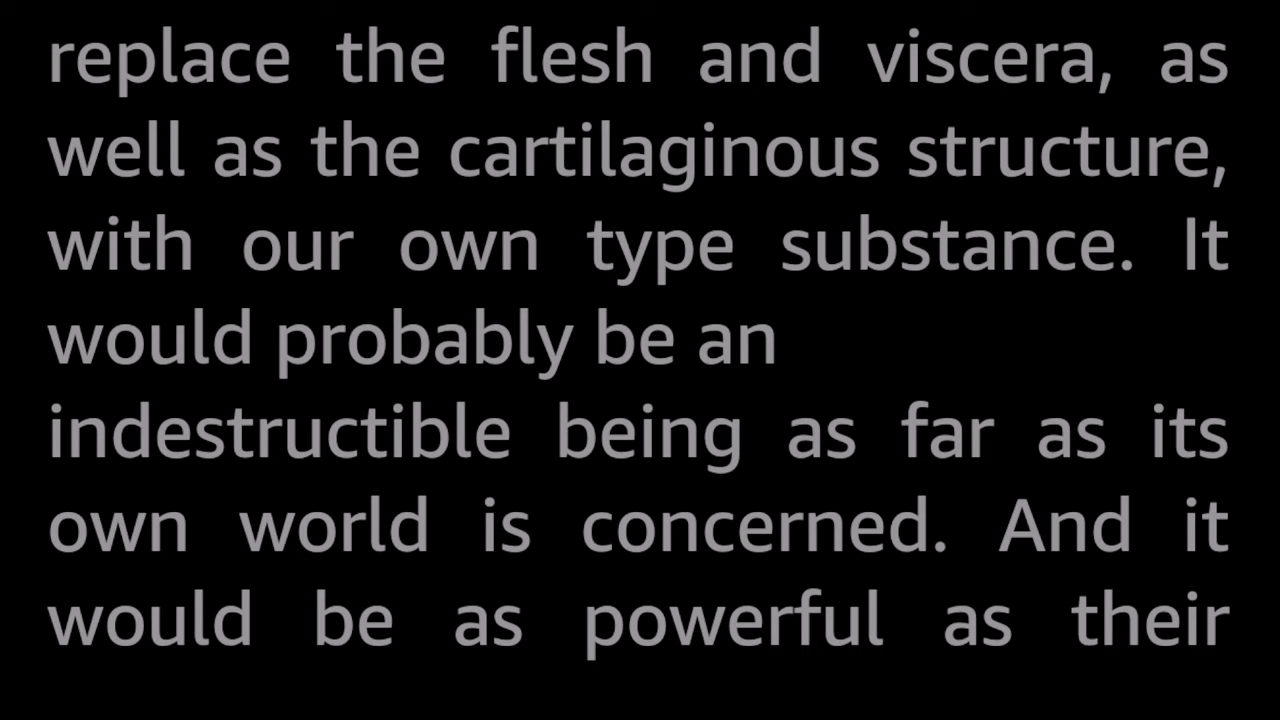 replace the flesh and viscera, as
well as the cartilaginous structure,
with our own type substance. It
would probably be an
indestructible being as far as its
own world is concerned. And it
would be as powerful as their